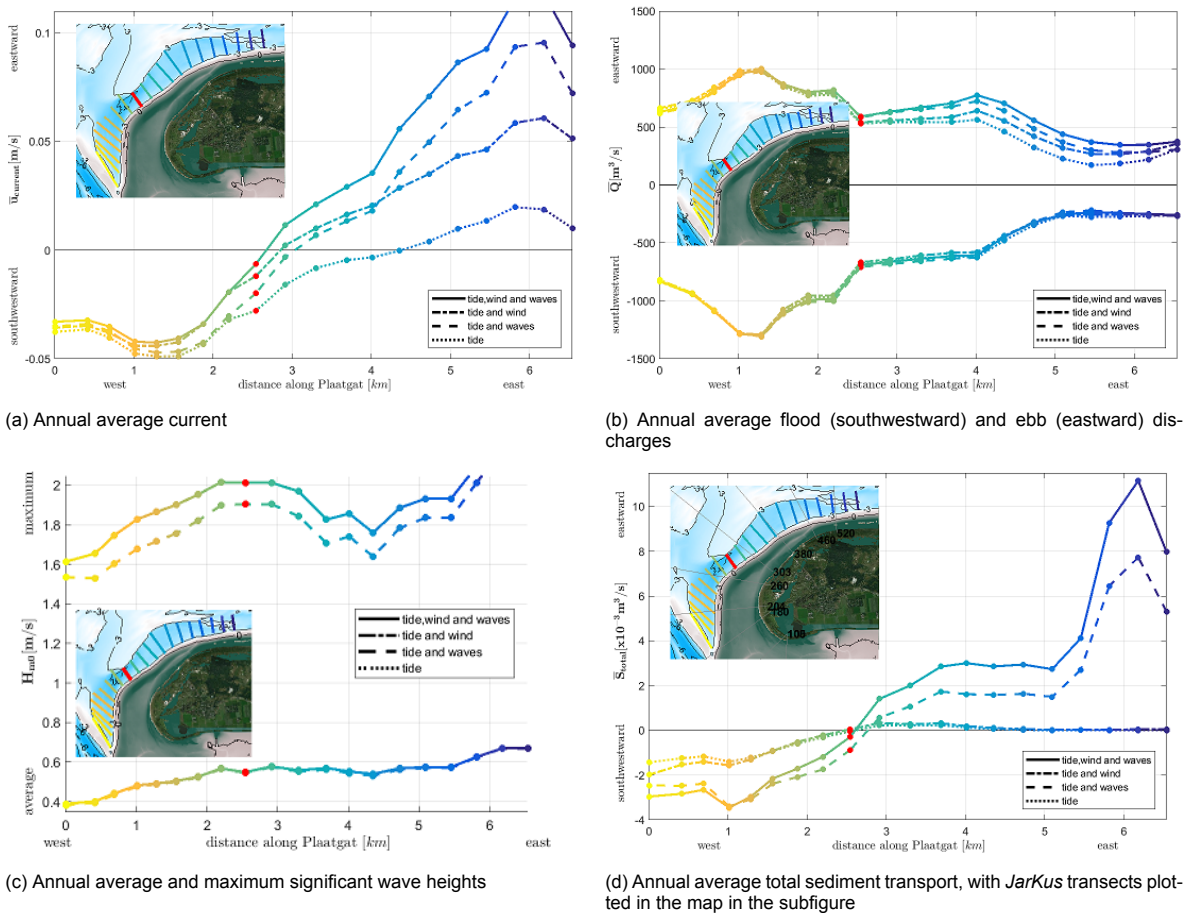 0.1
0.05
0
-0.05
eastward
ū_current [m/s]
southwestward
tide,wind and waves
tide and wind
tide and waves
tide
0 1 2 3 4 5 6
west distance along Plaatgat [km] east
(a) Annual average current
1500
1000
500
0
-500
-1000
-1500
eastward
Q̄[m³/s]
southwestward
tide,wind and waves
tide and wind
tide and waves
tide
0 1 2 3 4 5 6
west distance along Plaatgat [km] east
(b) Annual average flood (southwestward) and ebb (eastward) dis-
charges
2
1.8
1.6
1.4
1.2
1
0.8
0.6
0.4
maximum
H_m0[m/s]
average
tide,wind and waves
tide and wind
tide and waves
tide
0 1 2 3 4 5 6
west distance along Plaatgat [km] east
(c) Annual average and maximum significant wave heights
10
8
6
4
2
0
-2
-4
eastward
S̄_total[x10⁻³m³/s]
southwestward
520
460
380
303
260
204
180
106
tide,wind and waves
tide and wind
tide and waves
tide
0 1 2 3 4 5 6
west distance along Plaatgat [km] east
(d) Annual average total sediment transport, with JarKus transects plot-
ted in the map in the subfigure